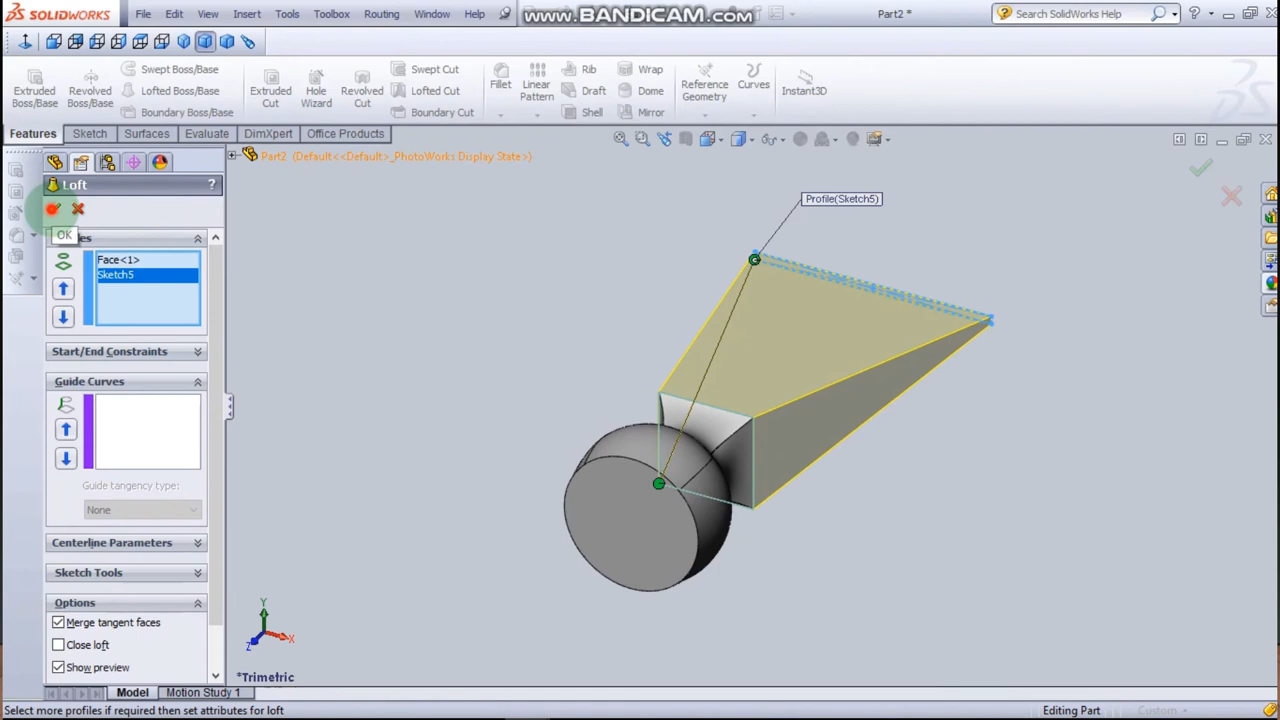 SOLIDWORKS
File
Edit
View
Insert
Tools
Toolbox
Routing
Window
Help
www.BANDICAM.com
Part2 *
Search SolidWorks Help
Extruded Boss/Base
Revolved Boss/Base
Swept Boss/Base
Lofted Boss/Base
Boundary Boss/Base
Extruded Cut
Hole Wizard
Revolved Cut
Swept Cut
Lofted Cut
Boundary Cut
Fillet
Linear Pattern
Rib
Draft
Shell
Wrap
Dome
Mirror
Reference Geometry
Curves
Instant3D
Features
Sketch
Surfaces
Evaluate
DimXpert
Office Products
Part2 (Default<<Default>_PhotoWorks Display State>)
Loft
?
OK
Face<1>
Sketch5
Start/End Constraints
Guide Curves
Guide tangency type:
None
Centerline Parameters
Sketch Tools
Options
Merge tangent faces
Close loft
Show preview
Profile(Sketch5)
Y
X
Z
*Trimetric
Model
Motion Study 1
Select more profiles if required then set attributes for loft
Editing Part
Custom